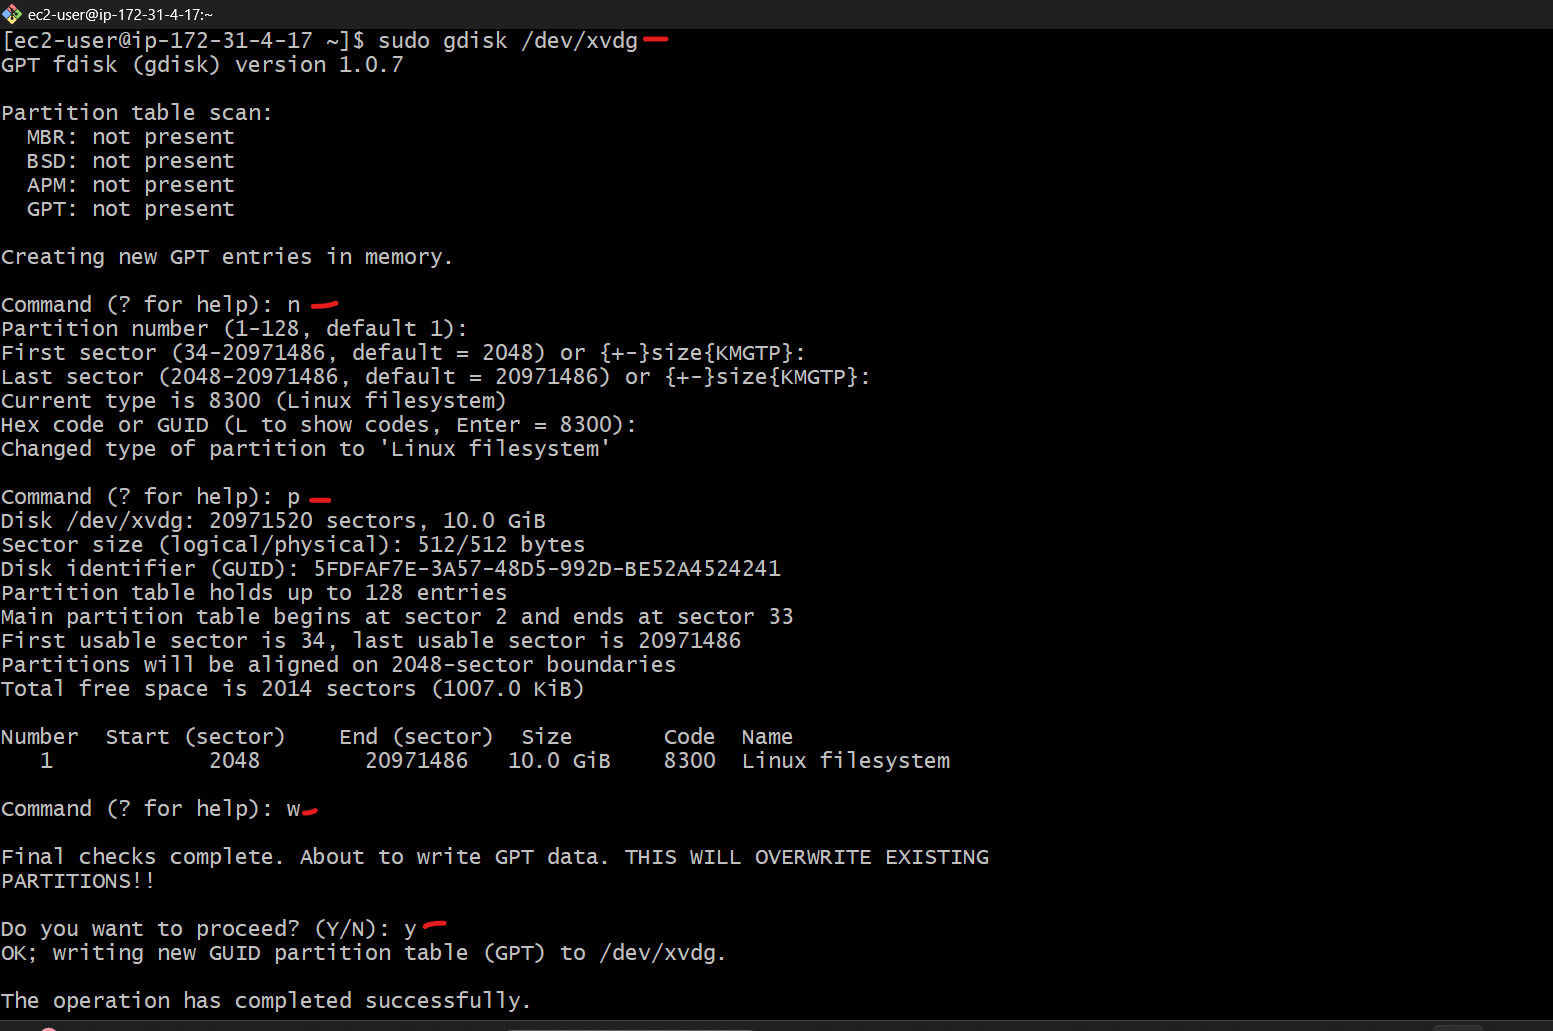 ec2-user@ip-172-31-4-17:~
[ec2-user@ip-172-31-4-17 ~]$ sudo gdisk /dev/xvdg
GPT fdisk (gdisk) version 1.0.7
Partition table scan:
  MBR: not present
  BSD: not present
  APM: not present
  GPT: not present
Creating new GPT entries in memory.
Command (? for help): n
Partition number (1-128, default 1):
First sector (34-20971486, default = 2048) or {+-}size{KMGTP}:
Last sector (2048-20971486, default = 20971486) or {+-}size{KMGTP}:
Current type is 8300 (Linux filesystem)
Hex code or GUID (L to show codes, Enter = 8300):
Changed type of partition to 'Linux filesystem'
Command (? for help): p
Disk /dev/xvdg: 20971520 sectors, 10.0 GiB
Sector size (logical/physical): 512/512 bytes
Disk identifier (GUID): 5FDFAF7E-3A57-48D5-992D-BE52A4524241
Partition table holds up to 128 entries
Main partition table begins at sector 2 and ends at sector 33
First usable sector is 34, last usable sector is 20971486
Partitions will be aligned on 2048-sector boundaries
Total free space is 2014 sectors (1007.0 KiB)
Number  Start (sector)    End (sector)  Size       Code  Name
   1            2048        20971486   10.0 GiB    8300  Linux filesystem
Command (? for help): w
Final checks complete. About to write GPT data. THIS WILL OVERWRITE EXISTING
PARTITIONS!!
Do you want to proceed? (Y/N): y
OK; writing new GUID partition table (GPT) to /dev/xvdg.
The operation has completed successfully.